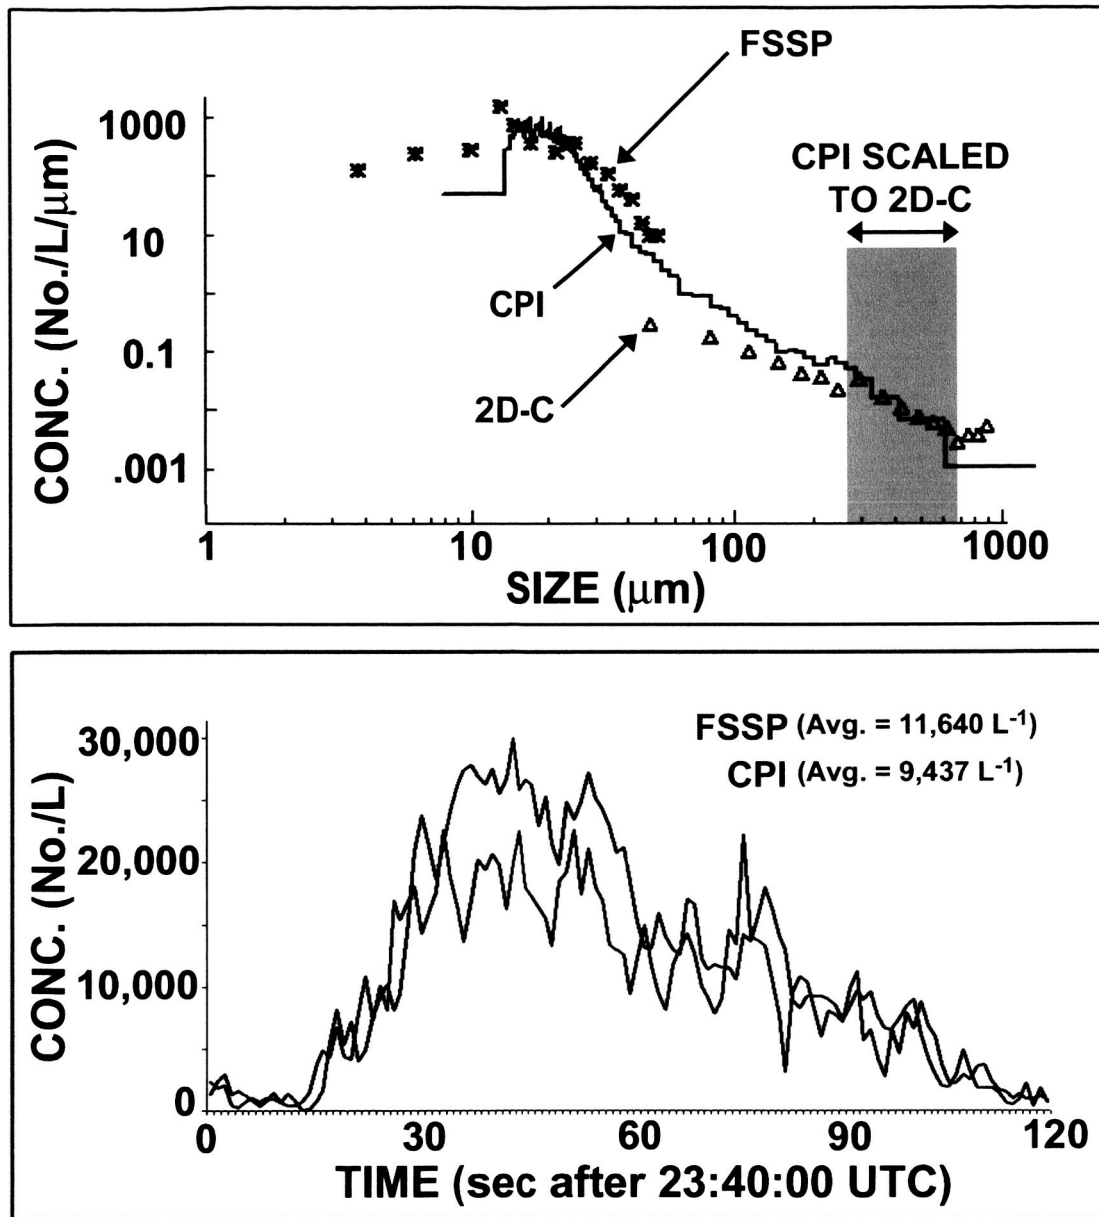 FSSP
1000
CPI SCALED
TO 2D-C
10
CPI
0.1
2D-C
.001
CONC. (No./L/μm)
1 10 100 1000
SIZE (μm)
30,000
FSSP (Avg. = 11,640 L⁻¹)
CPI (Avg. = 9,437 L⁻¹)
20,000
10,000
0
CONC. (No./L)
0 30 60 90 120
TIME (sec after 23:40:00 UTC)